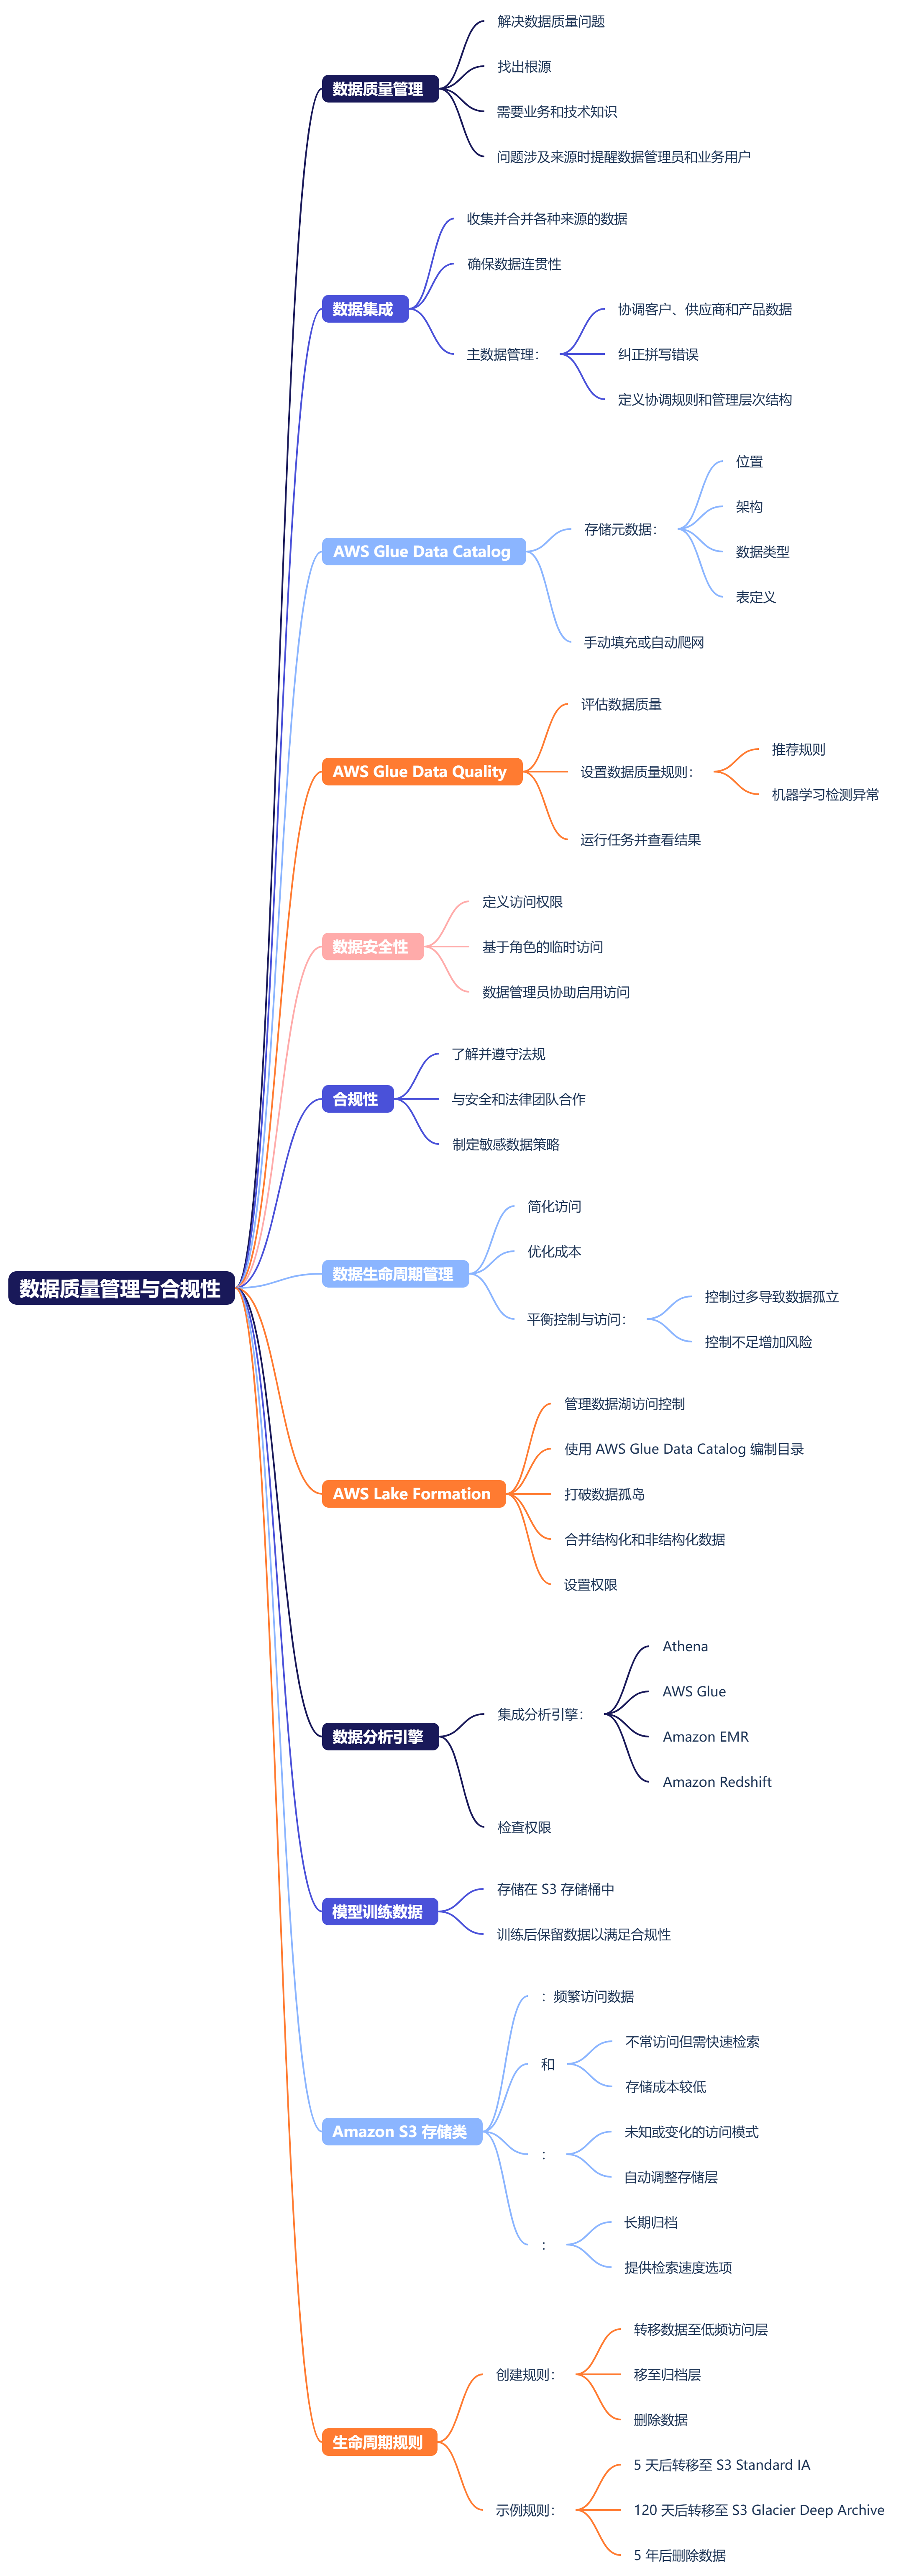 数据质量管理与合规性
数据质量管理
解决数据质量问题
找出根源
需要业务和技术知识
问题涉及来源时提醒数据管理员和业务用户
数据集成
收集并合并各种来源的数据
确保数据连贯性
主数据管理：
协调客户、供应商和产品数据
纠正拼写错误
定义协调规则和管理层次结构
AWS Glue Data Catalog
存储元数据：
位置
架构
数据类型
表定义
手动填充或自动爬网
AWS Glue Data Quality
评估数据质量
设置数据质量规则：
推荐规则
机器学习检测异常
运行任务并查看结果
数据安全性
定义访问权限
基于角色的临时访问
数据管理员协助启用访问
合规性
了解并遵守法规
与安全和法律团队合作
制定敏感数据策略
数据生命周期管理
简化访问
优化成本
平衡控制与访问：
控制过多导致数据孤立
控制不足增加风险
AWS Lake Formation
管理数据湖访问控制
使用 AWS Glue Data Catalog 编制目录
打破数据孤岛
合并结构化和非结构化数据
设置权限
数据分析引擎
集成分析引擎：
Athena
AWS Glue
Amazon EMR
Amazon Redshift
检查权限
模型训练数据
存储在 S3 存储桶中
训练后保留数据以满足合规性
Amazon S3 存储类
：频繁访问数据
和
不常访问但需快速检索
存储成本较低
：
未知或变化的访问模式
自动调整存储层
：
长期归档
提供检索速度选项
生命周期规则
创建规则：
转移数据至低频访问层
移至归档层
删除数据
示例规则：
5 天后转移至 S3 Standard IA
120 天后转移至 S3 Glacier Deep Archive
5 年后删除数据